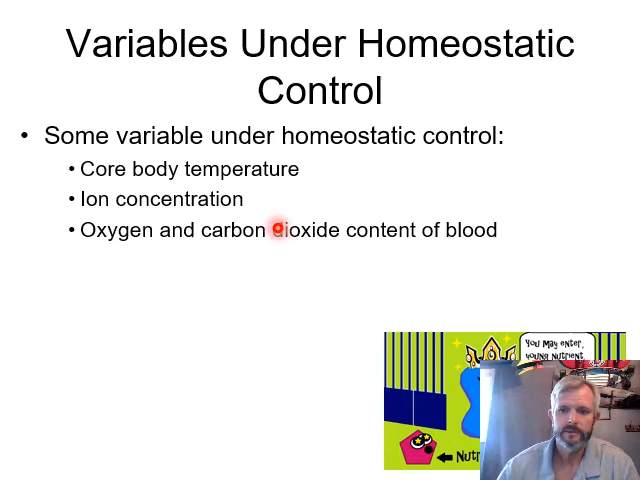 Variables Under Homeostatic
Control
• Some variable under homeostatic control:
• Core body temperature
• Ion concentration
• Oxygen and carbon dioxide content of blood
You May enter,
young Nutrient.